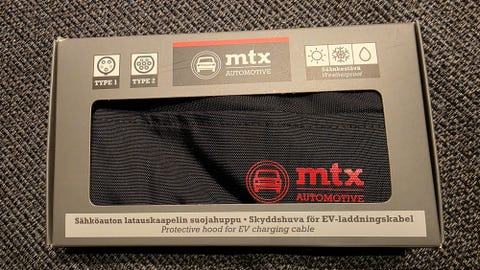 TYPE 1
TYPE 2
mtx
AUTOMOTIVE
Säänkestävä
Weatherproof
mtx
AUTOMOTIVE
Sähköauton latauskaapelin suojahuppu • Skyddshuva för EV-laddningskabel
Protective hood for EV charging cable